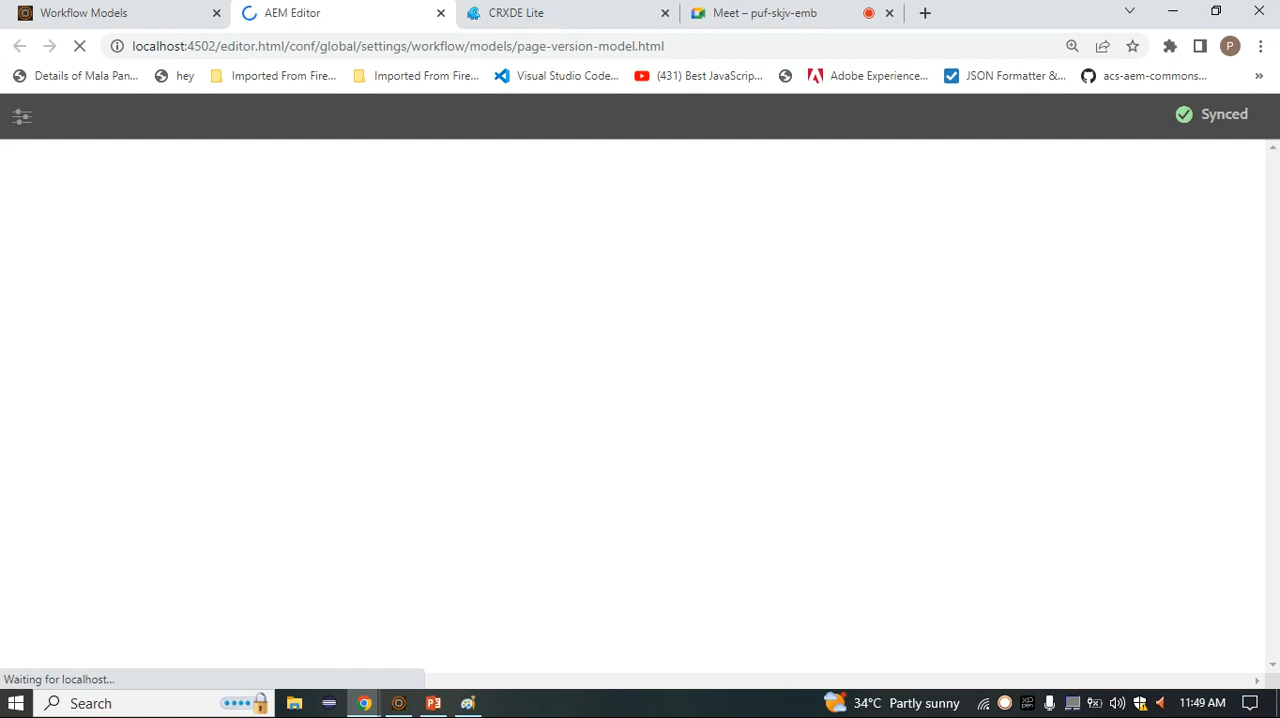 Workflow Models
AEM Editor
CRXDE Lite
Meet – puf-skjv-emb
localhost:4502/editor.html/conf/global/settings/workflow/models/page-version-model.html
P
Details of Mala Pan...
hey
Imported From Fire...
Imported From Fire...
Visual Studio Code...
(431) Best JavaScrip...
Adobe Experience...
JSON Formatter &...
acs-aem-commons...
»
Synced
Waiting for localhost...
Search
34°C Partly sunny
11:49 AM